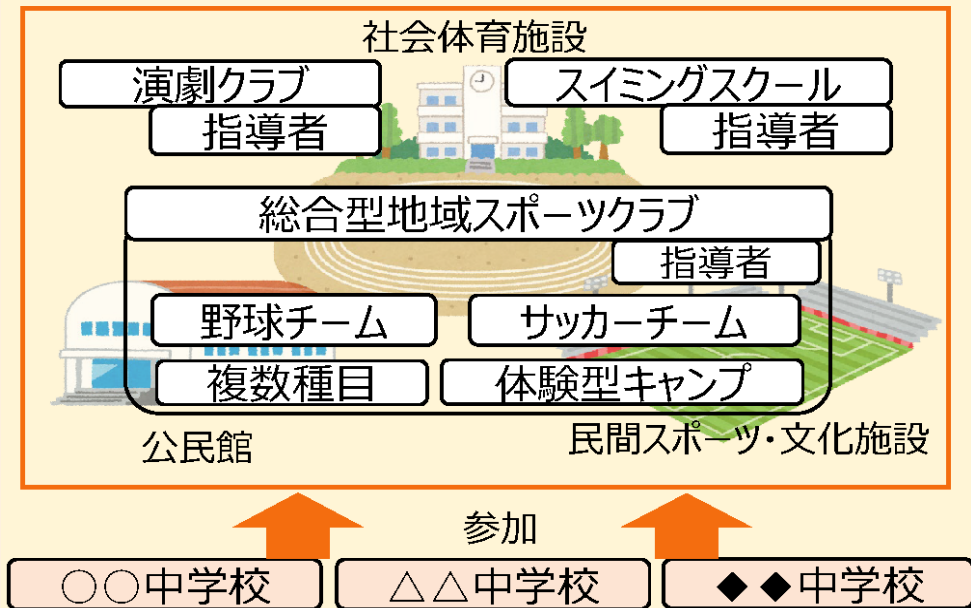 社会体育施設
演劇クラブ
指導者
スイミングスクール
指導者
総合型地域スポーツクラブ
指導者
野球チーム
サッカーチーム
複数種目
体験型キャンプ
公民館
民間スポーツ・文化施設
参加
○○中学校
△△中学校
◆◆中学校